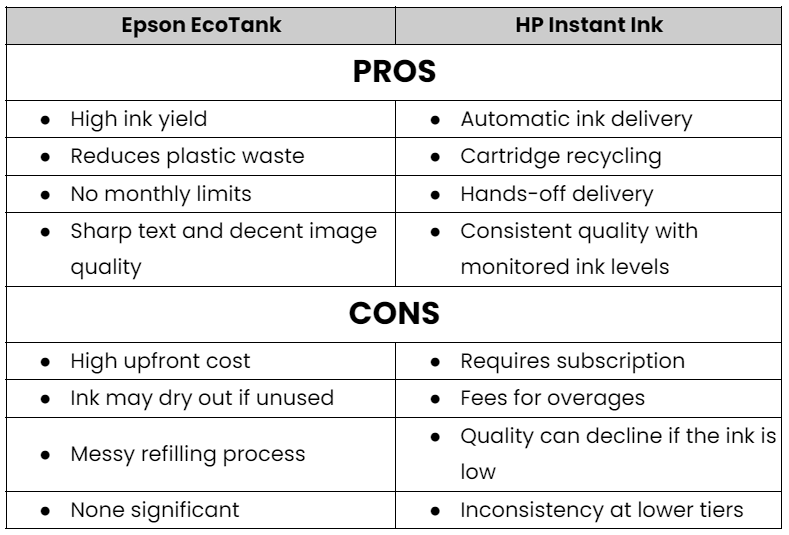 Epson EcoTank HP Instant Ink
PROS
● High ink yield ● Automatic ink delivery
● Reduces plastic waste ● Cartridge recycling
● No monthly limits ● Hands-off delivery
● Sharp text and decent image ● Consistent quality with
quality monitored ink levels
CONS
● High upfront cost ● Requires subscription
● Ink may dry out if unused ● Fees for overages
● Messy refilling process ● Quality can decline if the ink is
low
● None significant ● Inconsistency at lower tiers